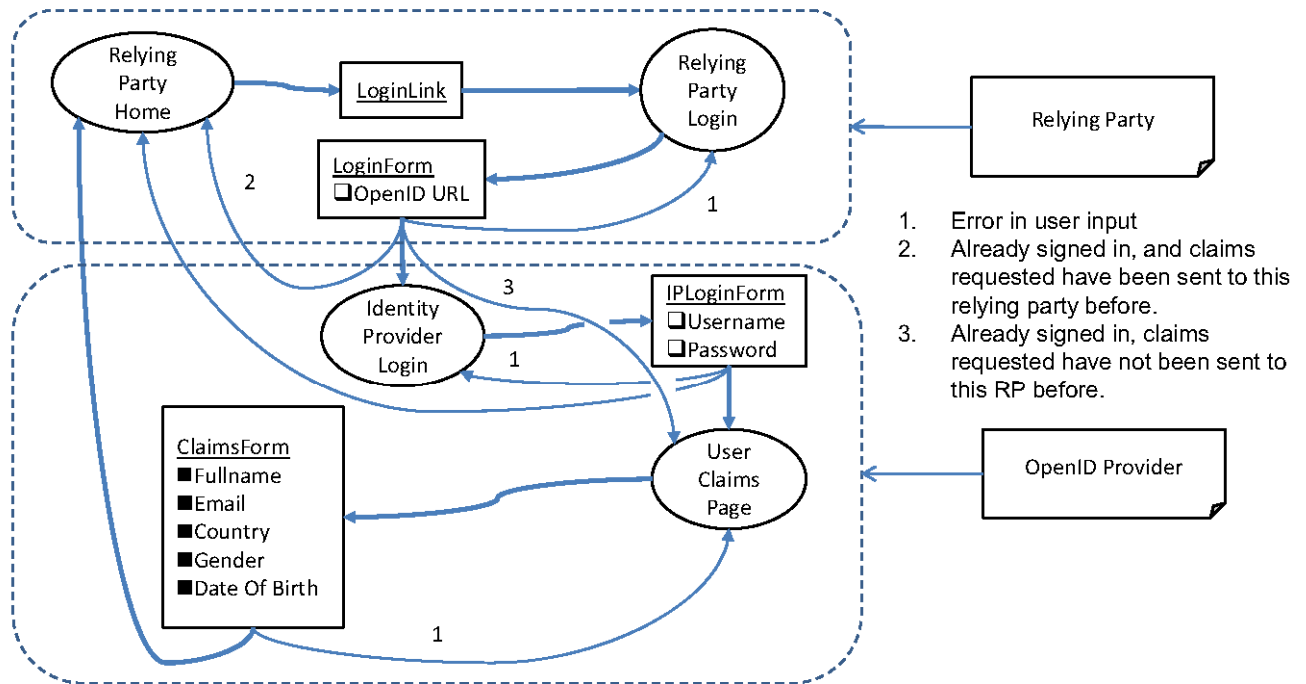 Relying
Party
Home
LoginLink
Relying
Party
Login
Relying Party
LoginForm
❑OpenID URL
2
1
1. Error in user input
2. Already signed in, and claims
requested have been sent to this
relying party before.
3. Already signed in, claims
requested have not been sent to
this RP before.
Identity
Provider
Login
3
1
IPLoginForm
❑Username
❑Password
ClaimsForm
■Fullname
■Email
■Country
■Gender
■Date Of Birth
User
Claims
Page
OpenID Provider
1